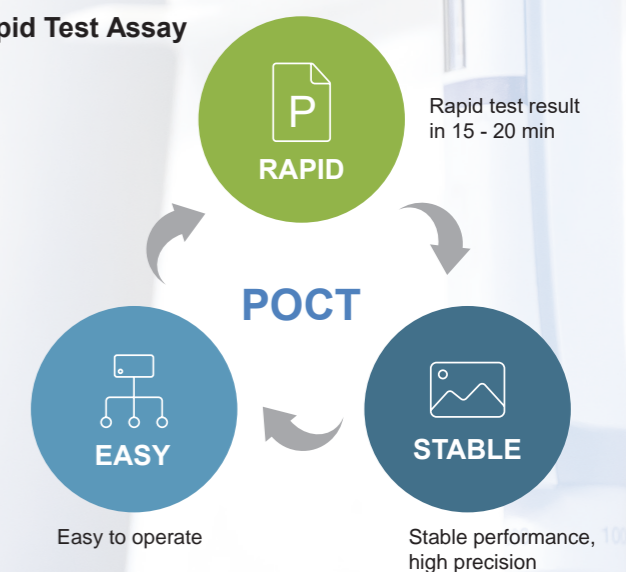 pid Test Assay
P
RAPID
Rapid test result
in 15 - 20 min
POCT
EASY
STABLE
Easy to operate
Stable performance,
high precision